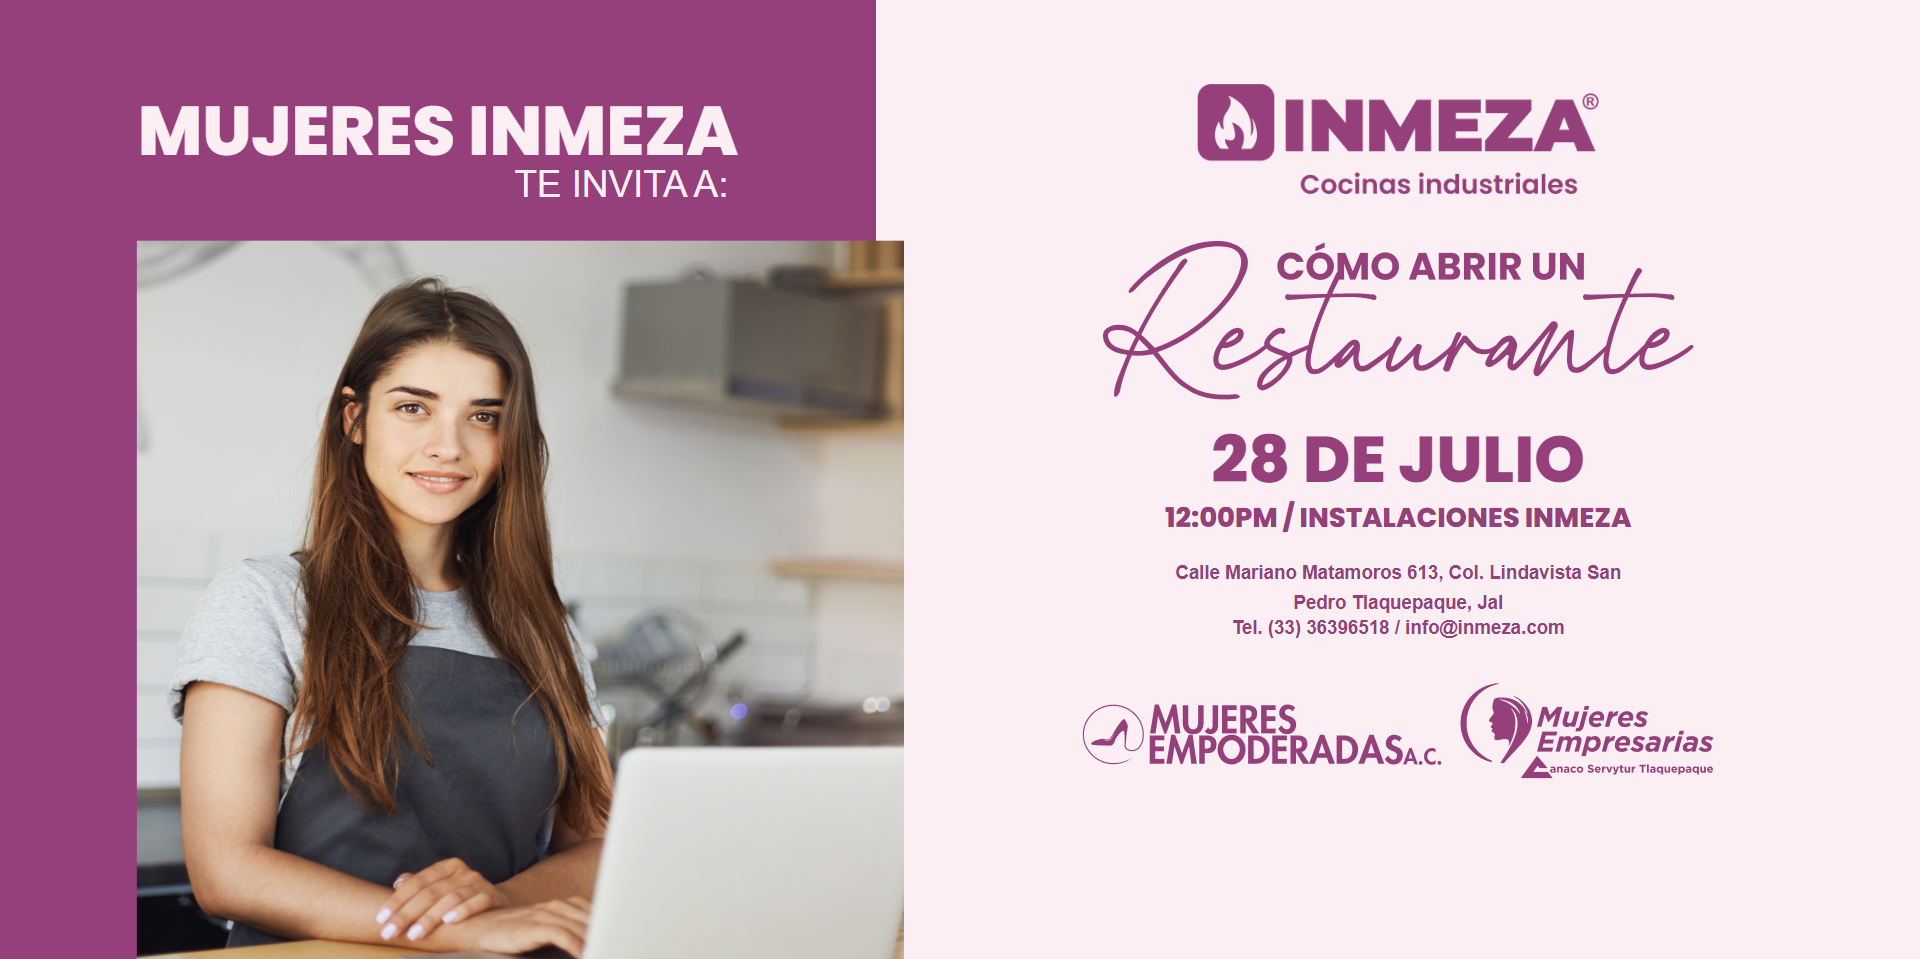 MUJERES INMEZA
TE INVITA A:
INMEZA®
Cocinas industriales
CÓMO ABRIR UN
Restaurante
28 DE JULIO
12:00PM / INSTALACIONES INMEZA
Calle Mariano Matamoros 613, Col. Lindavista San
Pedro Tlaquepaque, Jal
Tel. (33) 36396518 / info@inmeza.com
MUJERES
EMPODERADAS A.C.
Mujeres
Empresarias
Canaco Servytur Tlaquepaque